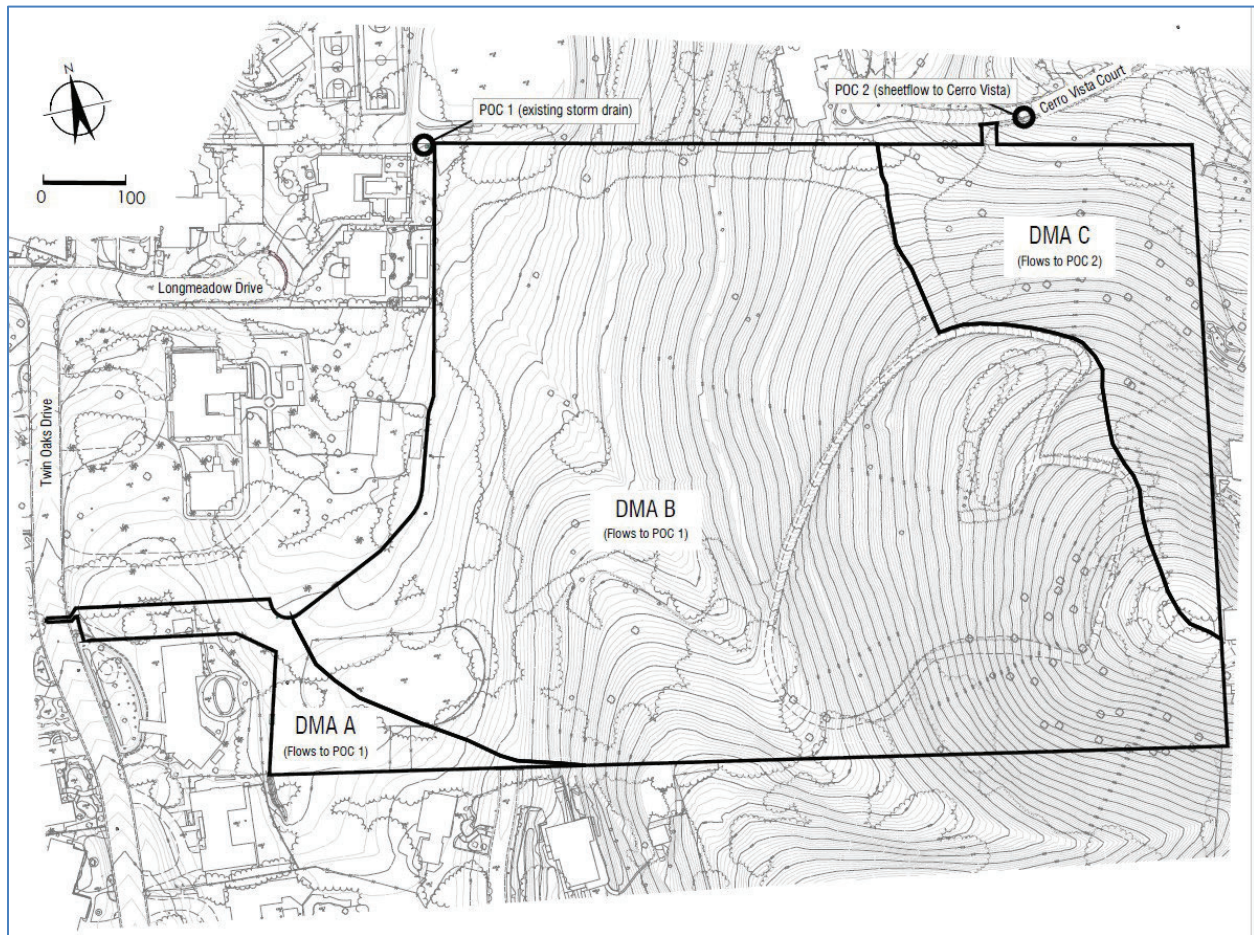 N
0
100
POC 1 (existing storm drain)
POC 2 (sheetflow to Cerro Vista)
Cerro Vista Court
DMA C
(Flows to POC 2)
Longmeadow Drive
Twin Oaks Drive
DMA B
(Flows to POC 1)
DMA A
(Flows to POC 1)